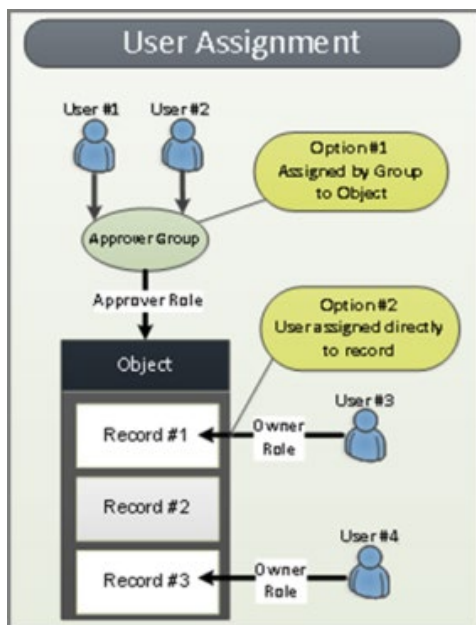 User Assignment
User #1
User #2
Option #1
Assigned by Group
to Object
Approver Group
Approver Role
Option #2
User assigned directly
to record
Object
User #3
Record #1
Owner
Role
Record #2
User #4
Record #3
Owner
Role